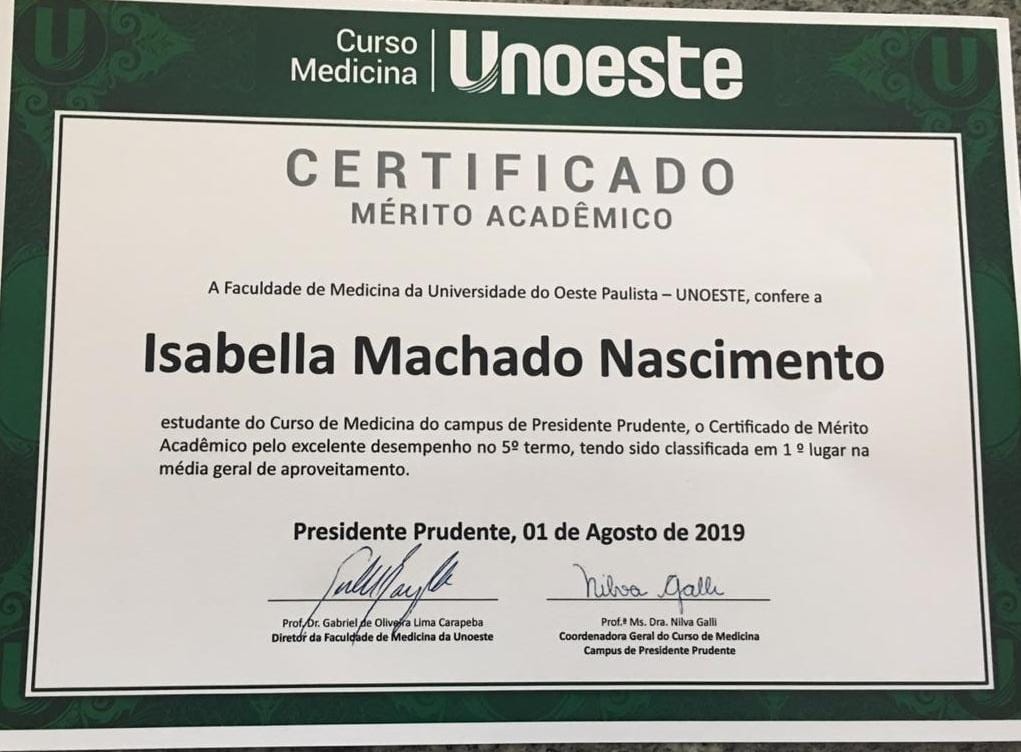 Curso
Medicina
Unoeste
CERTIFICADO
MÉRITO ACADÊMICO
A Faculdade de Medicina da Universidade do Oeste Paulista – UNOESTE, confere a
Isabella Machado Nascimento
estudante do Curso de Medicina do campus de Presidente Prudente, o Certificado de Mérito
Acadêmico pelo excelente desempenho no 5º termo, tendo sido classificada em 1 º lugar na
média geral de aproveitamento.
Presidente Prudente, 01 de Agosto de 2019
Nilva Galli
Prof. Dr. Gabriel de Oliveira Lima Carapeba
Diretor da Faculdade de Medicina da Unoeste
Prof.ª Ms. Dra. Nilva Galli
Coordenadora Geral do Curso de Medicina
Campus de Presidente Prudente